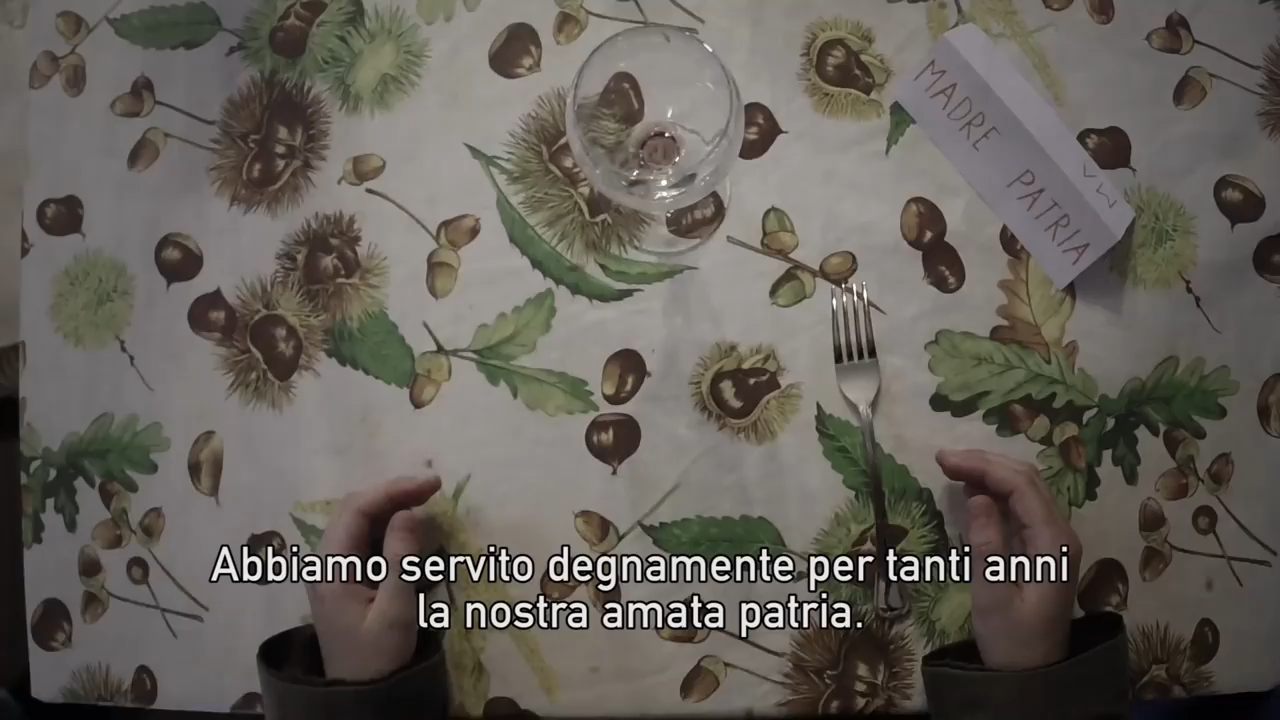 MADRE PATRIA
Abbiamo servito degnamente per tanti anni
la nostra amata patria.